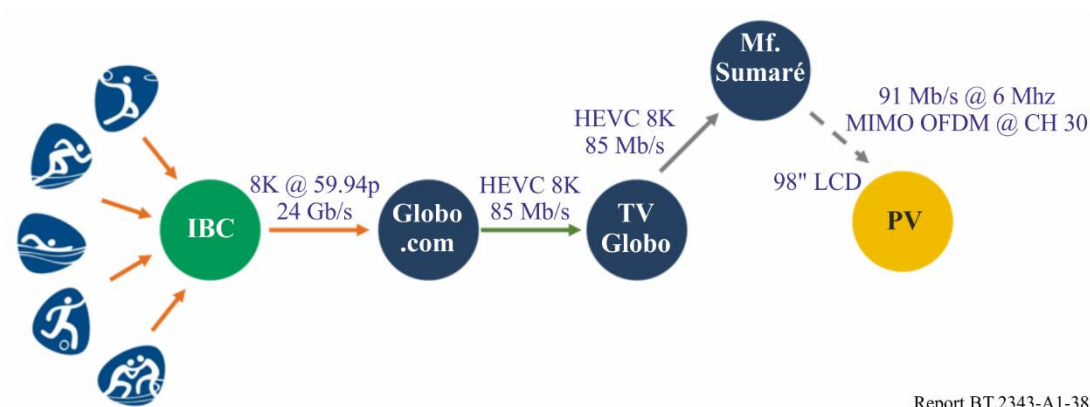 IBC
8K @ 59.94p
24 Gb/s
Globo
.com
HEVC 8K
85 Mb/s
TV
Globo
HEVC 8K
85 Mb/s
Mf.
Sumaré
91 Mb/s @ 6 Mhz
MIMO OFDM @ CH 30
98" LCD
PV
Report BT.2343-A1-38